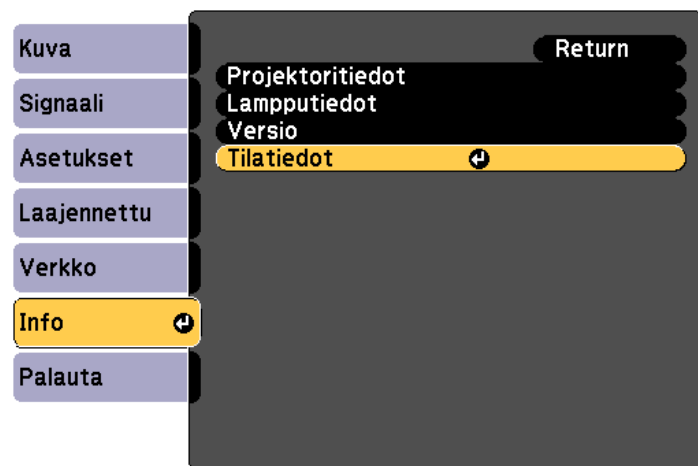 Kuva
Signaali
Asetukset
Laajennettu
Verkko
Info
Palauta
Return
Projektoritiedot
Lampputiedot
Versio
Tilatiedot